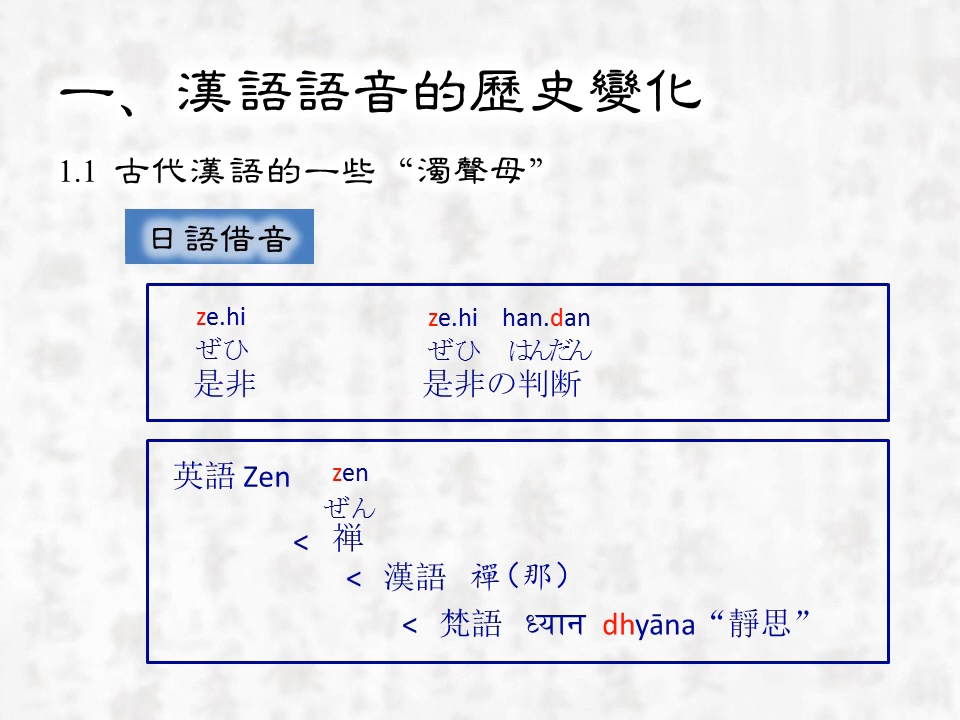 一、漢語語音的歷史變化
1.1 古代漢語的一些“濁聲母”
日語借音
ze.hi ze.hi han.dan
ぜひ ぜひ はんだん
是非 是非の判断
英語 Zen zen
ぜん
< 禅
< 漢語 禪(那)
< 梵語 ध्यान dhyāna“靜思”